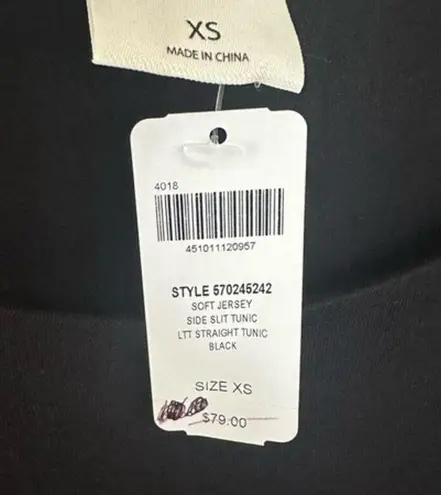 XS
MADE IN CHINA
4018
451011120957
STYLE 570245242
SOFT JERSEY
SIDE SLIT TUNIC
LTT STRAIGHT TUNIC
BLACK
SIZE XS
$79.00